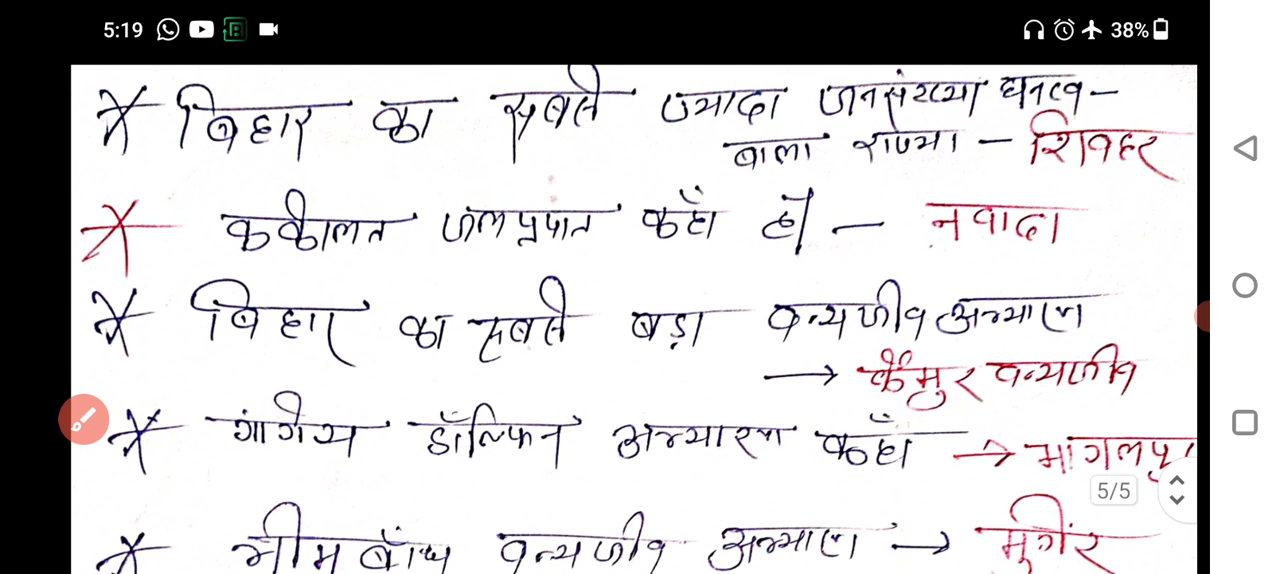 5:19 38%
बिहार का सबसे ज्यादा जनसंख्या घनत्व -
बाला राज्या - शिवहर
ककोलत जलप्रपात कहाँ हो - नवादा
बिहार का सबसे बड़ा वन्यजीव अभ्यारण
→ कैमुर वन्यजीव
गांगेय डॉल्फिन अभ्यारण कहाँ → भागलपुर
5/5
भीम बाँध वन्यजीव अभ्यारण → मुंगेर